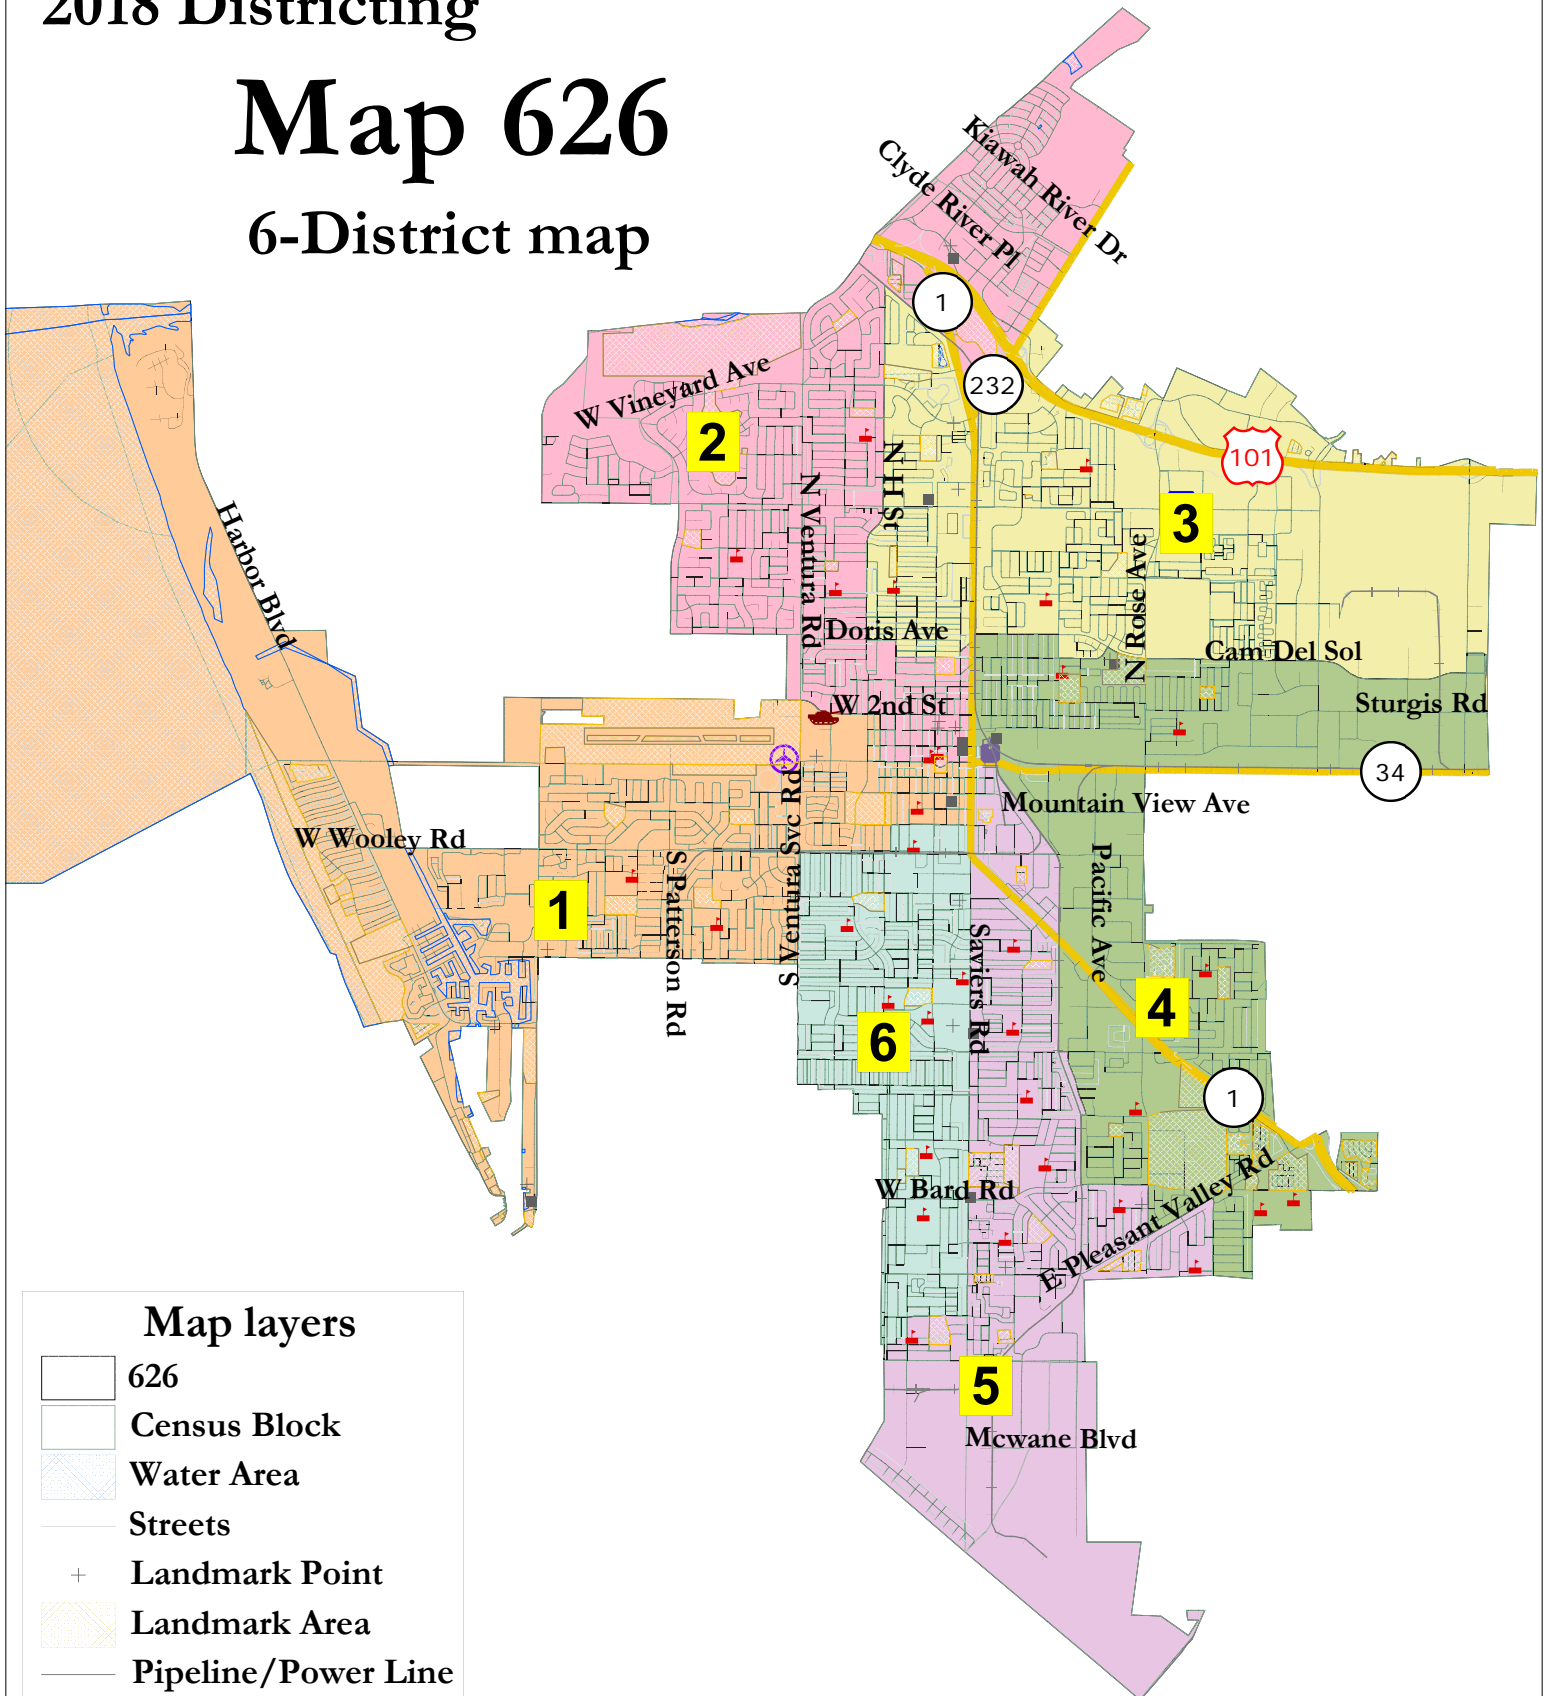 2018 Districting
Map 626
6-District map
Kiawah River Dr
Clyde River Pl
1
232
W Vineyard Ave
2
N H St
101
N Ventura Rd
3
Harbor Blvd
N Rose Ave
Doris Ave
Cam Del Sol
W 2nd St
Sturgis Rd
34
Mountain View Ave
W Wooley Rd
S Ventura Svc Rd
S Patterson Rd
Pacific Ave
1
Saviers Rd
4
6
1
W Bard Rd
E Pleasant Valley Rd
5
Mcwane Blvd
Map layers
626
Census Block
Water Area
Streets
Landmark Point
Landmark Area
Pipeline/Power Line